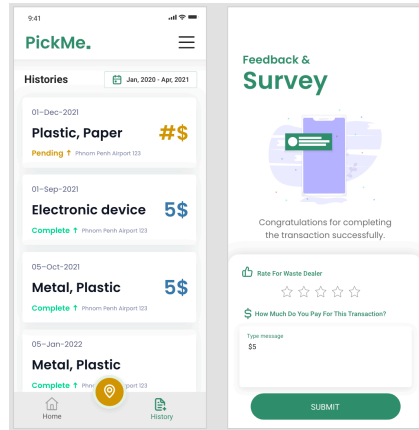 9:41
PickMe.
Histories
Jan, 2020 - Apr, 2021
01-Dec-2021
Plastic, Paper
#$
Pending ↑ Phnom Penh Airport 123
01-Sep-2021
Electronic device
5$
Complete ↑ Phnom Penh Airport 123
05-Oct-2021
Metal, Plastic
5$
Complete ↑ Phnom Penh Airport 123
05-Jan-2022
Metal, Plastic
Complete ↑ port 123
Home
History
Feedback &
Survey
Congratulations for completing
the transaction successfully.
Rate For Waste Dealer
$ How Much Do You Pay For This Transaction?
Type message
$5
SUBMIT